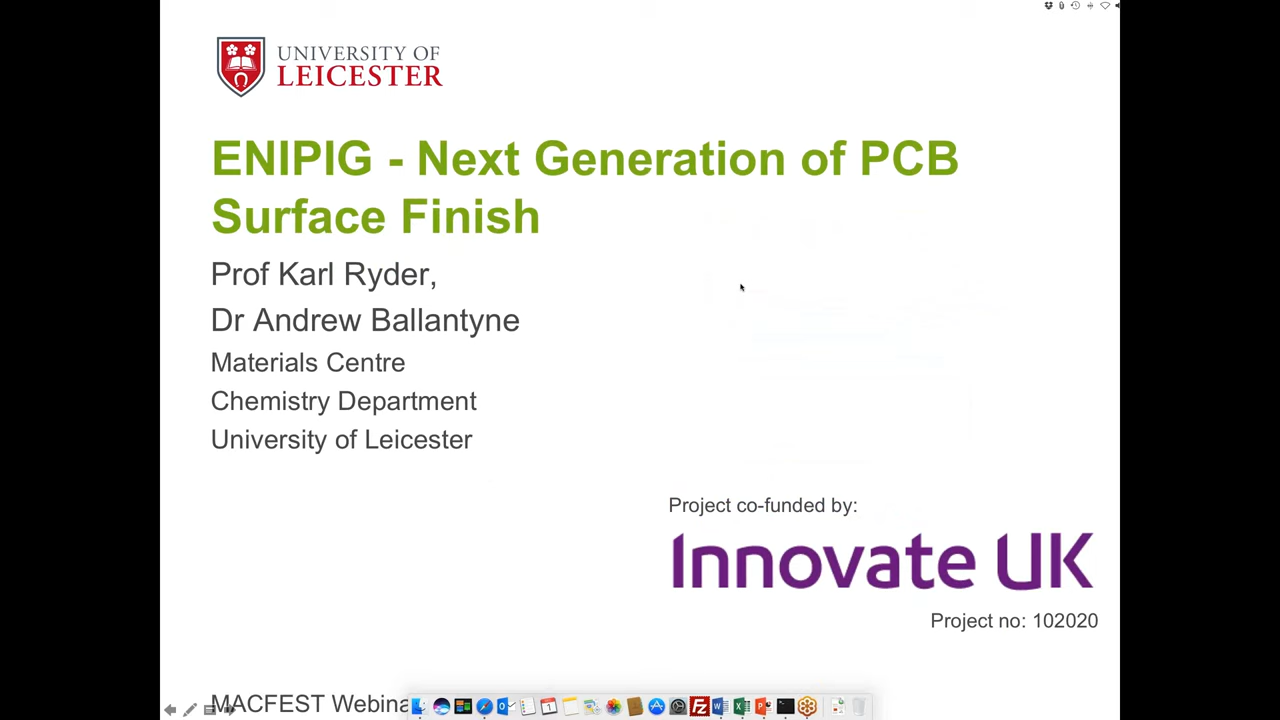 UNIVERSITY OF
LEICESTER
ENIPIG - Next Generation of PCB
Surface Finish
Prof Karl Ryder,
Dr Andrew Ballantyne
Materials Centre
Chemistry Department
University of Leicester
Project co-funded by:
Innovate UK
Project no: 102020
MACFEST